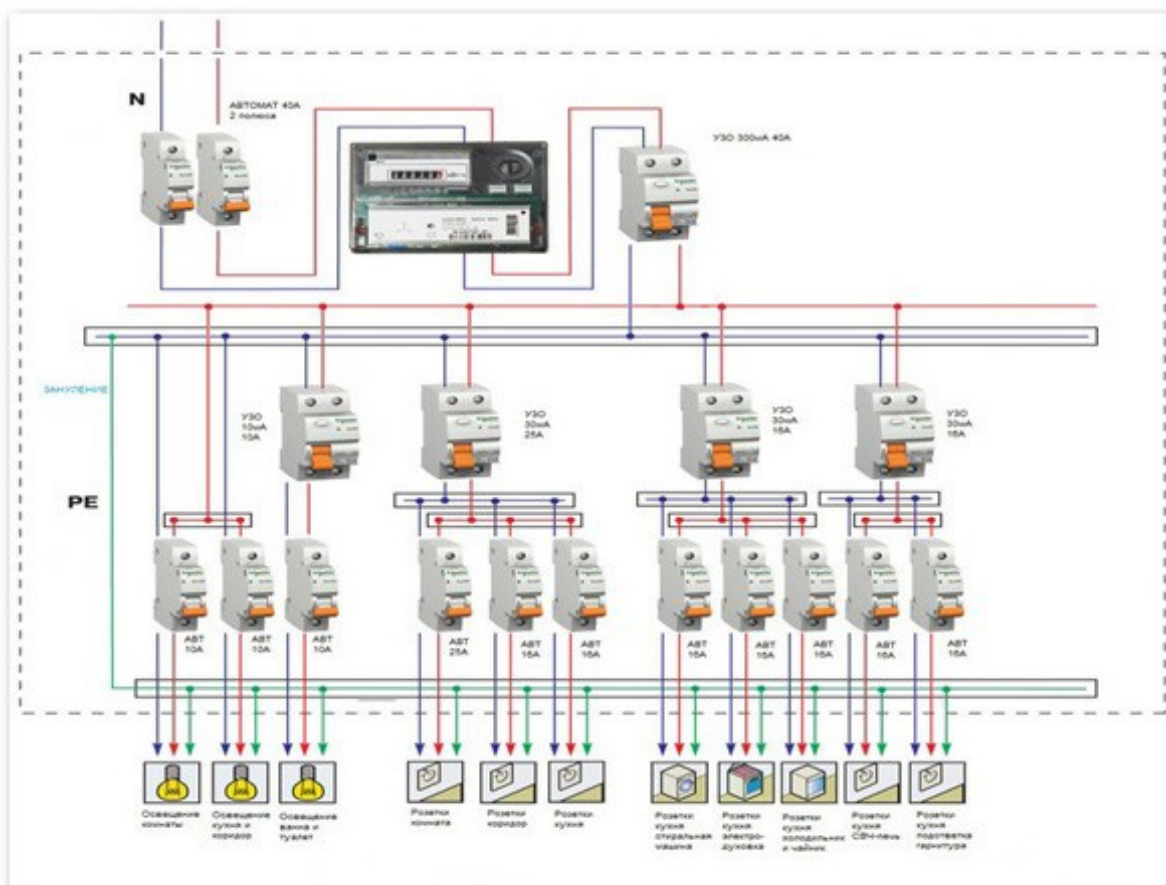 N
АВТОМАТ 40А
2 полюса
УЗО 300мА 40А
ЗАНУЛЕНИЕ
УЗО
10мА
10А
УЗО
30мА
25А
УЗО
30мА
16А
УЗО
30мА
16А
PE
АВТ
10А
АВТ
10А
АВТ
10А
АВТ
25А
АВТ
16А
АВТ
16А
АВТ
16А
АВТ
16А
АВТ
16А
АВТ
16А
АВТ
16А
Освещение
комнаты
Освещение
кухня и
коридор
Освещение
ванна и
туалет
Розетки
комната
Розетки
коридор
Розетки
кухня
Розетки
кухня
стиральная
машина
Розетки
кухня
электро-
духовка
Розетки
кухня
холодильник
и чайник
Розетки
кухня
СВЧ-печь
Розетки
кухня
подсветка
гарнитура